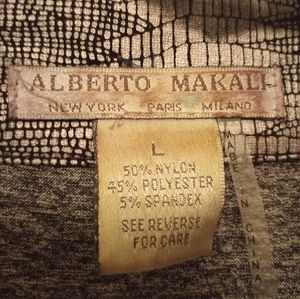 ALBERTO MAKALI
NEW YORK PARIS MILANO
L
50% NYLON
45% POLYESTER
5% SPANDEX
SEE REVERSE
FOR CARE
MADE IN CHINA